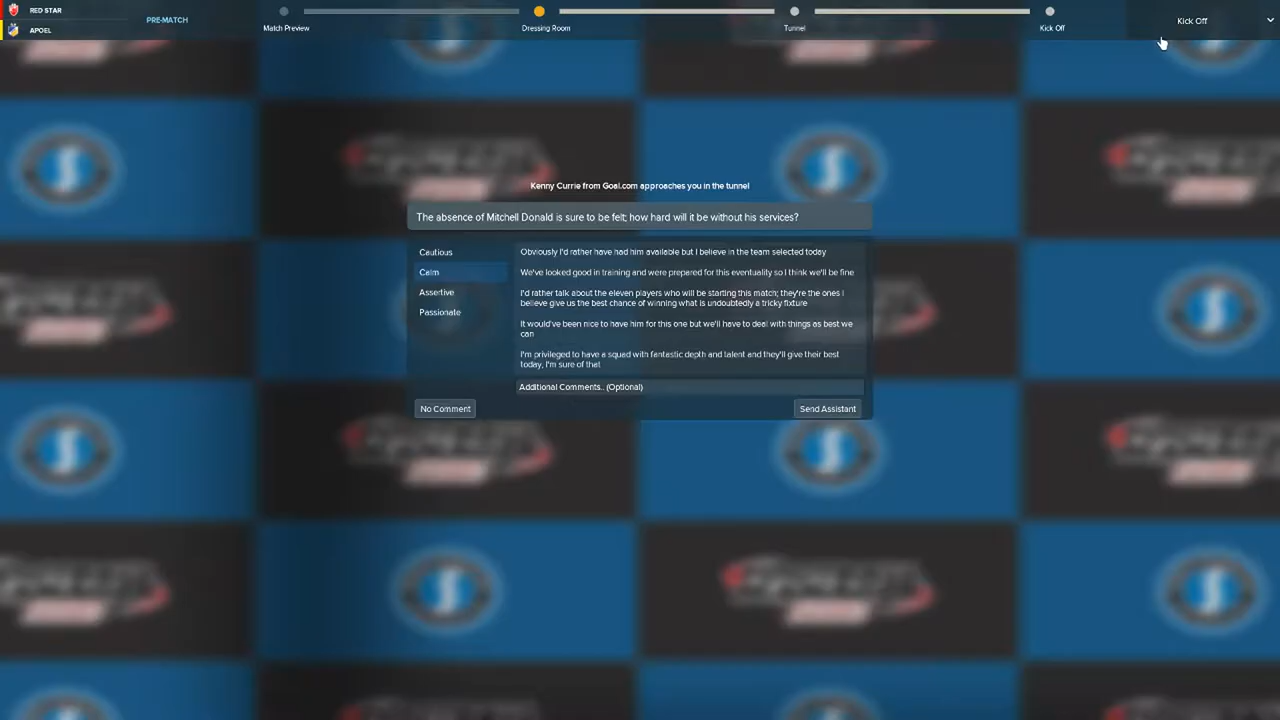 RED STAR
APOEL
PRE-MATCH
Match Preview
Dressing Room
Tunnel
Kick Off
Kick Off
Kenny Currie from Goal.com approaches you in the tunnel
The absence of Mitchell Donald is sure to be felt; how hard will it be without his services?
Cautious
Calm
Assertive
Passionate
Obviously I'd rather have had him available but I believe in the team selected today
We've looked good in training and were prepared for this eventuality so I think we'll be fine
I'd rather talk about the eleven players who will be starting this match; they're the ones I
believe give us the best chance of winning what is undoubtedly a tricky fixture
It would've been nice to have him for this one but we'll have to deal with things as best we
can
I'm privileged to have a squad with fantastic depth and talent and they'll give their best
today, I'm sure of that
Additional Comments.. (Optional)
No Comment
Send Assistant